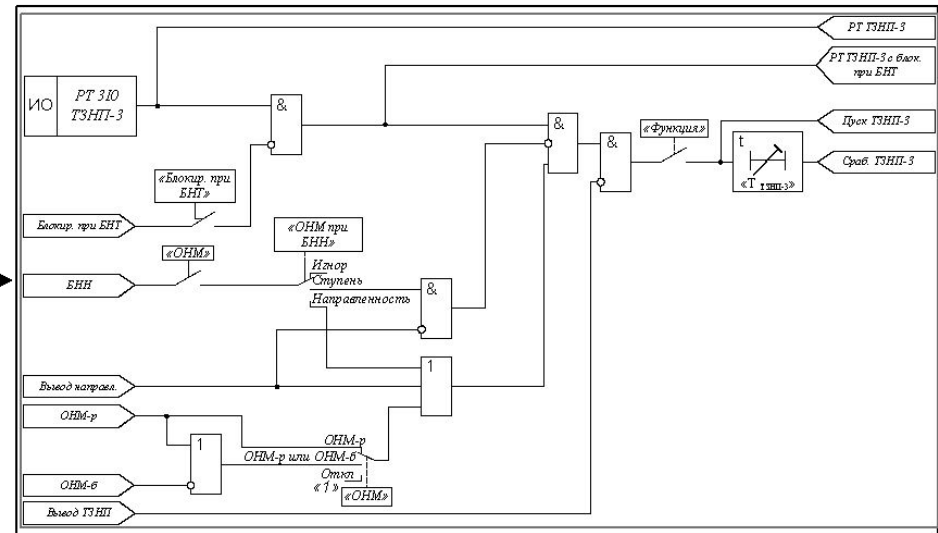 РТ ТЗНП-3
РТ ТЗНП-3 с блок.
при БНТ
ИО
РТ 3I0
ТЗНП-3
&
&
&
«Функция»
Пуск ТЗНП-3
t
«Т ТЗНП-3»
Сраб. ТЗНП-3
«Блокир. при
БНТ»
Блокир. при БНТ
«ОНМ при
БНН»
«ОНМ»
БНН
Игнор
Ступень
Направленность
&
1
Вывод направл.
ОНМ-р
1
ОНМ-р
ОНМ-р или ОНМ-б
Откл
«1»
«ОНМ»
ОНМ-б
Вывод ТЗНП